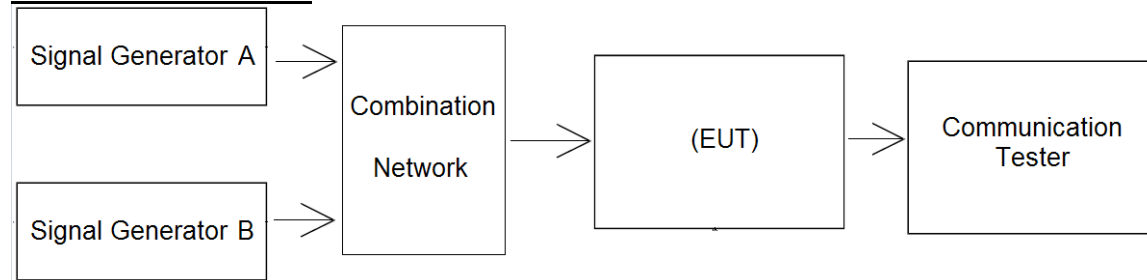 Signal Generator A
Combination
Network
(EUT)
Communication
Tester
Signal Generator B